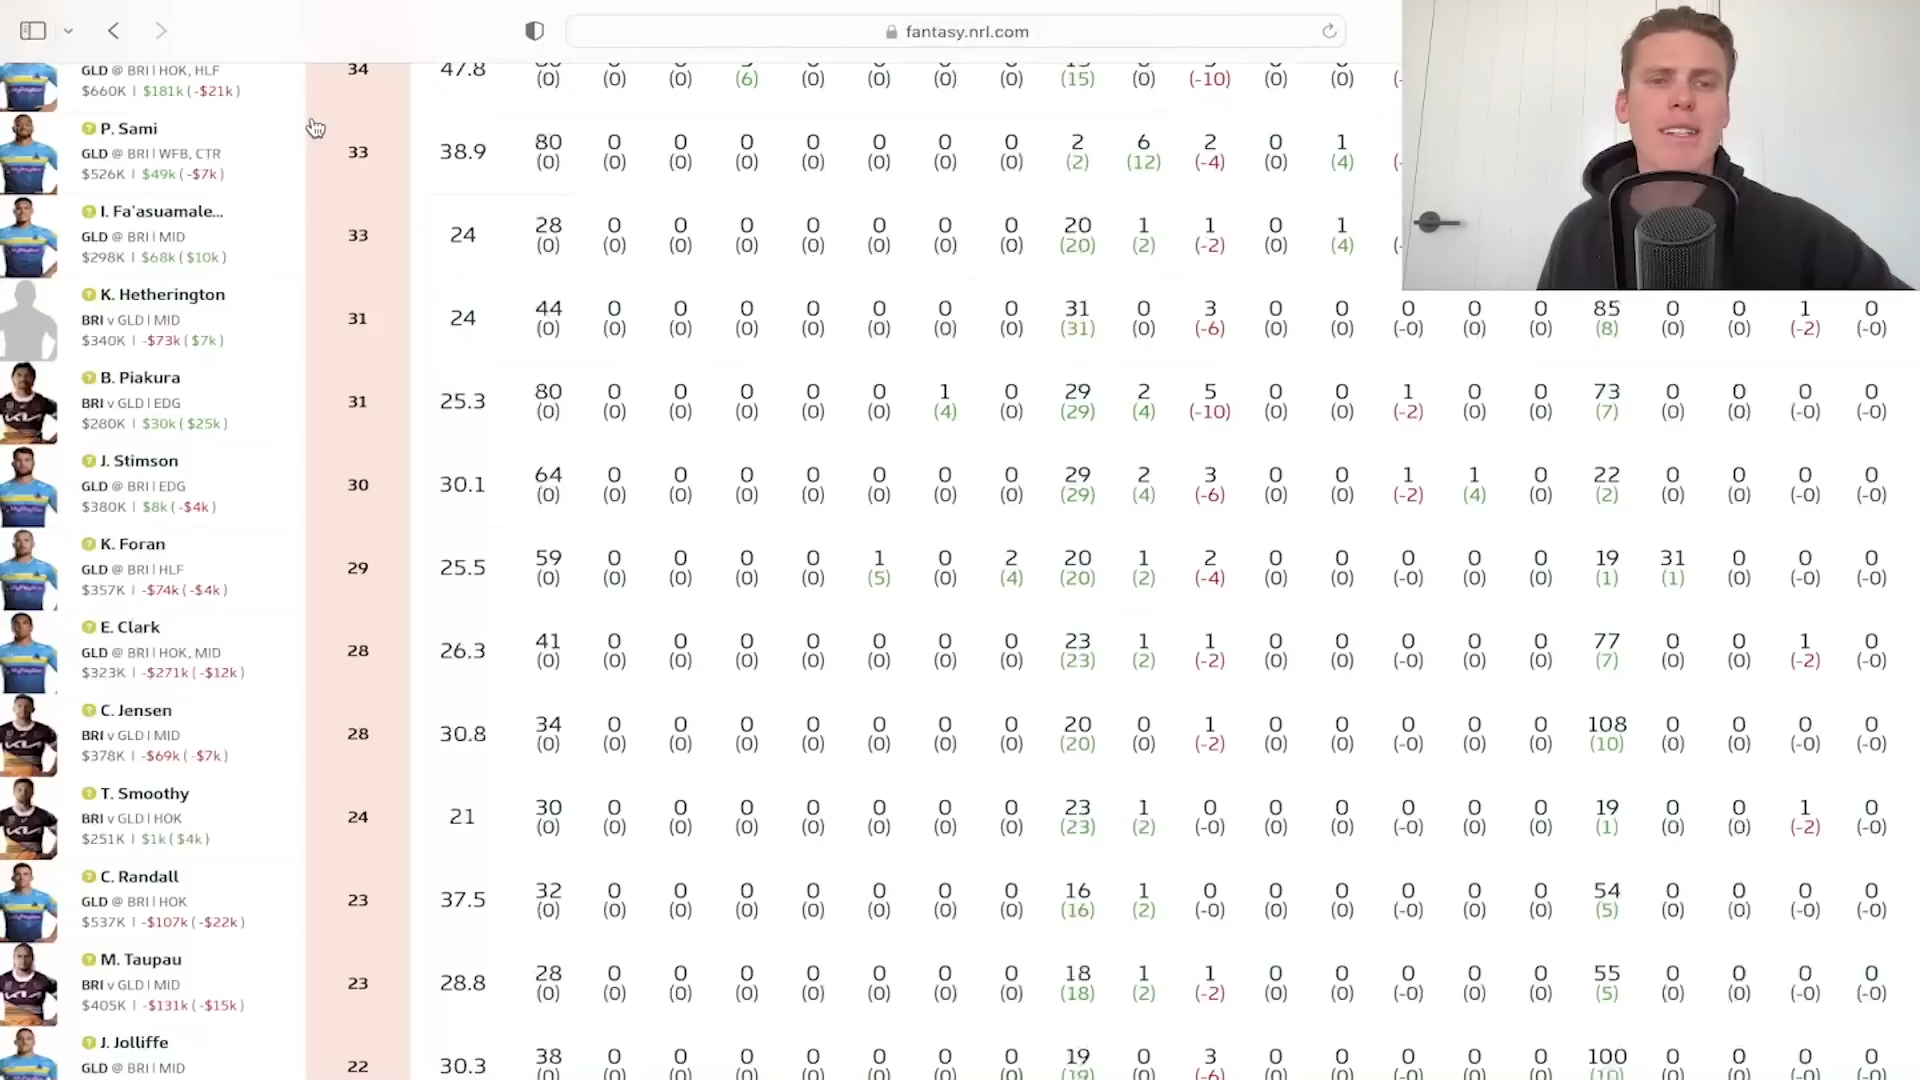 fantasy.nrl.com
GLD @ BRI | HOK, HLF
$660K | $181k (-$21k)
34 47.8
(0) (0) (0) (6) (0) (0) (0) (0) (15) (0) (-10) (0) (0)
P. Sami
GLD @ BRI | WFB, CTR
$526K | $49k (-$7k)
33 38.9 80 0 0 0 0 0 0 0 2 6 2 0 1
(0) (0) (0) (0) (0) (0) (0) (0) (2) (12) (-4) (0) (4)
I. Fa'asuamale...
GLD @ BRI | MID
$298K | $68k ($10k)
33 24 28 0 0 0 0 0 0 0 20 1 1 0 1
(0) (0) (0) (0) (0) (0) (0) (0) (20) (2) (-2) (0) (4)
K. Hetherington
BRI v GLD | MID
$340K | -$73k ($7k)
31 24 44 0 0 0 0 0 0 0 31 0 3 0 0 0 0 0 85 0 0 1 0
(0) (0) (0) (0) (0) (0) (0) (0) (31) (0) (-6) (0) (0) (-0) (0) (0) (8) (0) (0) (-2) (-0)
B. Piakura
BRI v GLD | EDG
$280K | $30k ($25k)
31 25.3 80 0 0 0 0 0 1 0 29 2 5 0 0 1 0 0 73 0 0 0 0
(0) (0) (0) (0) (0) (0) (4) (0) (29) (4) (-10) (0) (0) (-2) (0) (0) (7) (0) (0) (-0) (-0)
J. Stimson
GLD @ BRI | EDG
$380K | $8k (-$4k)
30 30.1 64 0 0 0 0 0 0 0 29 2 3 0 0 1 1 0 22 0 0 0 0
(0) (0) (0) (0) (0) (0) (0) (0) (29) (4) (-6) (0) (0) (-2) (4) (0) (2) (0) (0) (-0) (-0)
K. Foran
GLD @ BRI | HLF
$357K | -$74k (-$4k)
29 25.5 59 0 0 0 0 1 0 2 20 1 2 0 0 0 0 0 19 31 0 0 0
(0) (0) (0) (0) (0) (5) (0) (4) (20) (2) (-4) (0) (0) (-0) (0) (0) (1) (1) (0) (-0) (-0)
E. Clark
GLD @ BRI | HOK, MID
$323K | -$271k (-$12k)
28 26.3 41 0 0 0 0 0 0 0 23 1 1 0 0 0 0 0 77 0 0 1 0
(0) (0) (0) (0) (0) (0) (0) (0) (23) (2) (-2) (0) (0) (-0) (0) (0) (7) (0) (0) (-2) (-0)
C. Jensen
BRI v GLD | MID
$378K | -$69k (-$7k)
28 30.8 34 0 0 0 0 0 0 0 20 0 1 0 0 0 0 0 108 0 0 0 0
(0) (0) (0) (0) (0) (0) (0) (0) (20) (0) (-2) (0) (0) (-0) (0) (0) (10) (0) (0) (-0) (-0)
T. Smoothy
BRI v GLD | HOK
$251K | $1k ($4k)
24 21 30 0 0 0 0 0 0 0 23 1 0 0 0 0 0 0 19 0 0 1 0
(0) (0) (0) (0) (0) (0) (0) (0) (23) (2) (-0) (0) (0) (-0) (0) (0) (1) (0) (0) (-2) (-0)
C. Randall
GLD @ BRI | HOK
$537K | -$107k (-$22k)
23 37.5 32 0 0 0 0 0 0 0 16 1 0 0 0 0 0 0 54 0 0 0 0
(0) (0) (0) (0) (0) (0) (0) (0) (16) (2) (-0) (0) (0) (-0) (0) (0) (5) (0) (0) (-0) (-0)
M. Taupau
BRI v GLD | MID
$405K | -$131k (-$15k)
23 28.8 28 0 0 0 0 0 0 0 18 1 1 0 0 0 0 0 55 0 0 0 0
(0) (0) (0) (0) (0) (0) (0) (0) (18) (2) (-2) (0) (0) (-0) (0) (0) (5) (0) (0) (-0) (-0)
J. Jolliffe
GLD @ BRI | MID
22 30.3 38 0 0 0 0 0 0 0 19 0 3 0 0 0 0 0 100 0 0 0 0